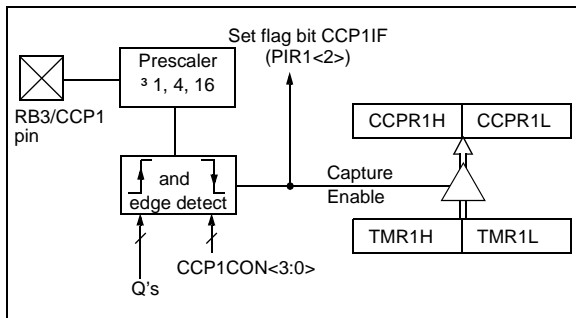 Set flag bit CCP1IF
(PIR1<2>)
Prescaler
³ 1, 4, 16
RB3/CCP1
pin
CCPR1H
CCPR1L
and
edge detect
Capture
Enable
TMR1H
TMR1L
CCP1CON<3:0>
Q's